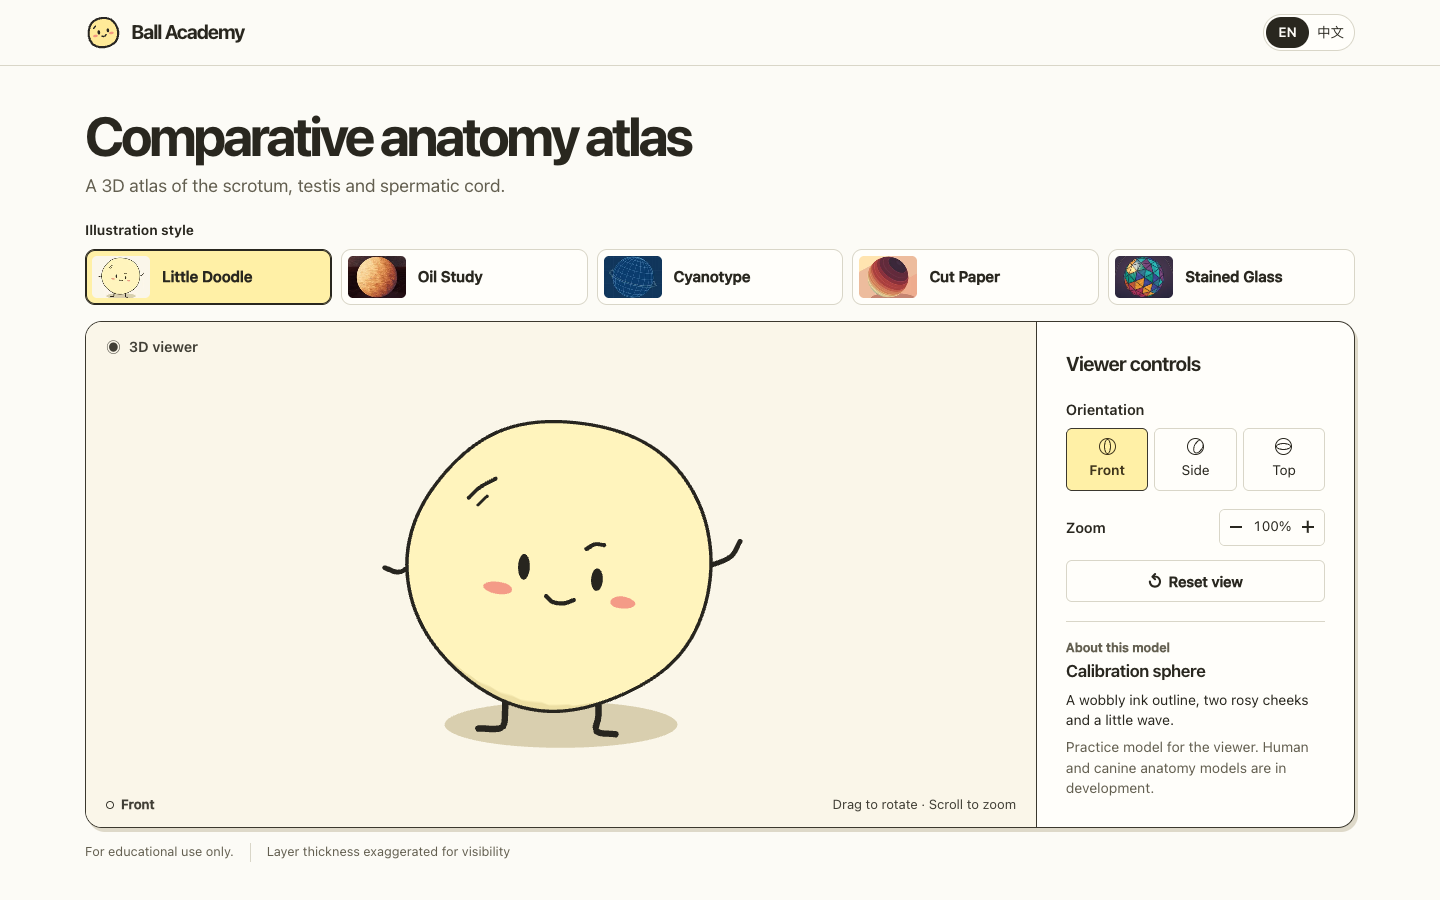 Ball Academy
EN
中文
Comparative anatomy atlas
A 3D atlas of the scrotum, testis and spermatic cord.
Illustration style
Little Doodle
Oil Study
Cyanotype
Cut Paper
Stained Glass
3D viewer
Front
Drag to rotate · Scroll to zoom
Viewer controls
Orientation
Front
Side
Top
Zoom
− 100% +
Reset view
About this model
Calibration sphere
A wobbly ink outline, two rosy cheeks
and a little wave.
Practice model for the viewer. Human
and canine anatomy models are in
development.
For educational use only.
Layer thickness exaggerated for visibility